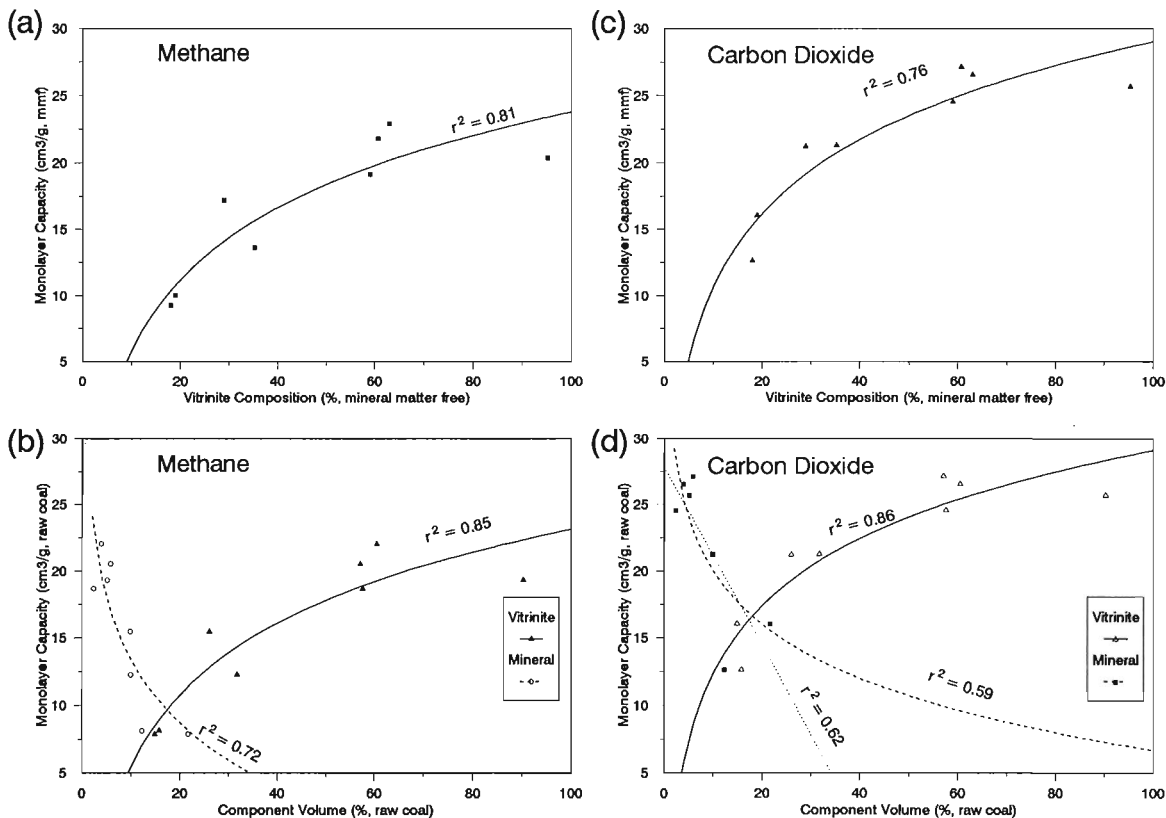 (a)
Methane
r² = 0.81
Monolayer Capacity (cm3/g, mmf)
30
25
20
15
10
5
0 20 40 60 80 100
Vitrinite Composition (%, mineral matter free)
(c)
Carbon Dioxide
r² = 0.76
Monolayer Capacity (cm3/g, mmf)
30
25
20
15
10
5
0 20 40 60 80 100
Vitrinite Composition (%, mineral matter free)
(b)
Methane
r² = 0.85
r² = 0.72
Vitrinite
Mineral
Monolayer Capacity (cm3/g, raw coal)
30
25
20
15
10
5
0 20 40 60 80 100
Component Volume (%, raw coal)
(d)
Carbon Dioxide
r² = 0.86
r² = 0.59
r² = 0.62
Vitrinite
Mineral
Monolayer Capacity (cm3/g, raw coal)
30
25
20
15
10
5
0 20 40 60 80 100
Component Volume (%, raw coal)